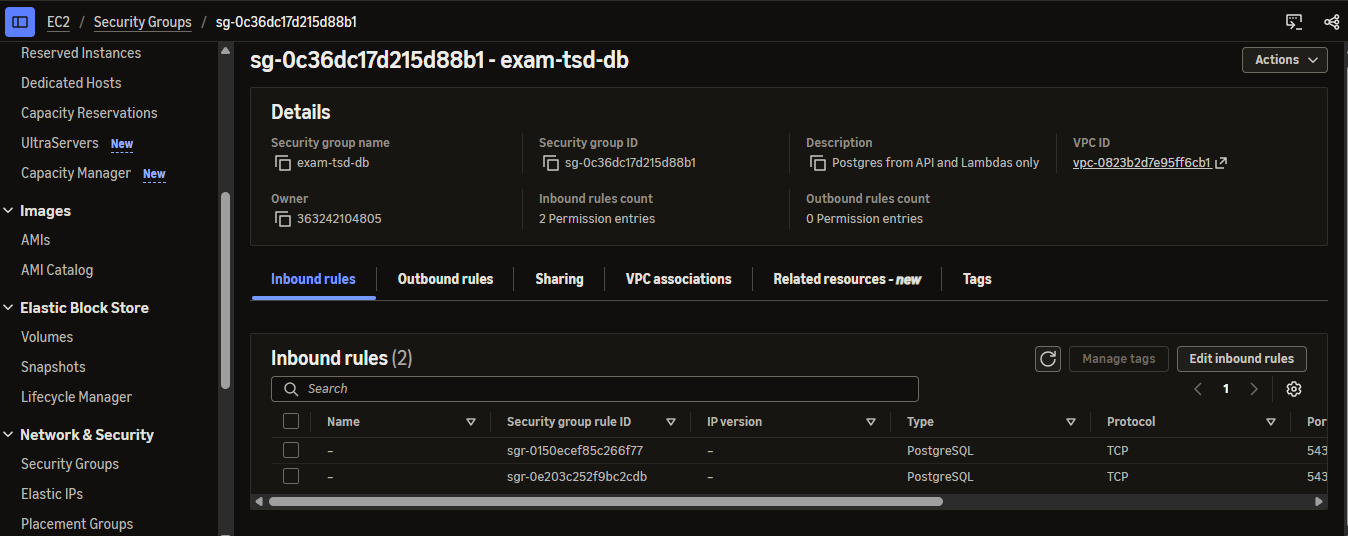 EC2 / Security Groups / sg-0c36dc17d215d88b1
Reserved Instances
Dedicated Hosts
Capacity Reservations
UltraServers New
Capacity Manager New
Images
AMIs
AMI Catalog
Elastic Block Store
Volumes
Snapshots
Lifecycle Manager
Network & Security
Security Groups
Elastic IPs
Placement Groups
sg-0c36dc17d215d88b1 - exam-tsd-db
Actions
Details
Security group name
exam-tsd-db
Security group ID
sg-0c36dc17d215d88b1
Description
Postgres from API and Lambdas only
VPC ID
vpc-0823b2d7e95ff6cb1
Owner
363242104805
Inbound rules count
2 Permission entries
Outbound rules count
0 Permission entries
Inbound rules Outbound rules Sharing VPC associations Related resources - new Tags
Inbound rules (2)
Manage tags Edit inbound rules
Search
1
Name Security group rule ID IP version Type Protocol Por
– sgr-0150ecef85c266f77 – PostgreSQL TCP 543
– sgr-0e203c252f9bc2cdb – PostgreSQL TCP 543